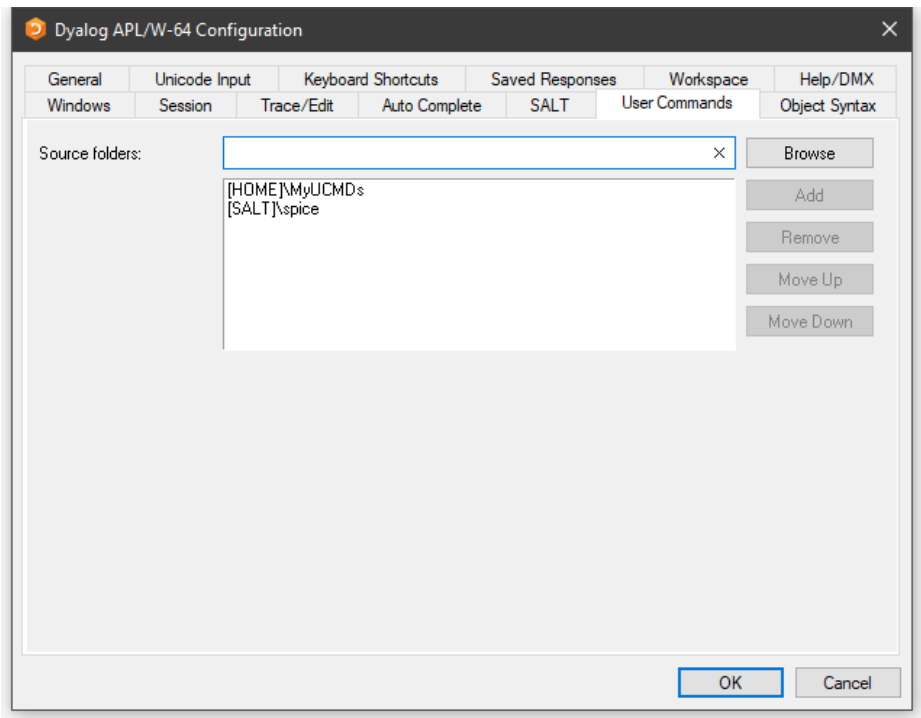 Dyalog APL/W-64 Configuration
General Unicode Input Keyboard Shortcuts Saved Responses Workspace Help/DMX
Windows Session Trace/Edit Auto Complete SALT User Commands Object Syntax
Source folders: Browse
[HOME]\MyUCMDs
[SALT]\spice
Add
Remove
Move Up
Move Down
OK Cancel